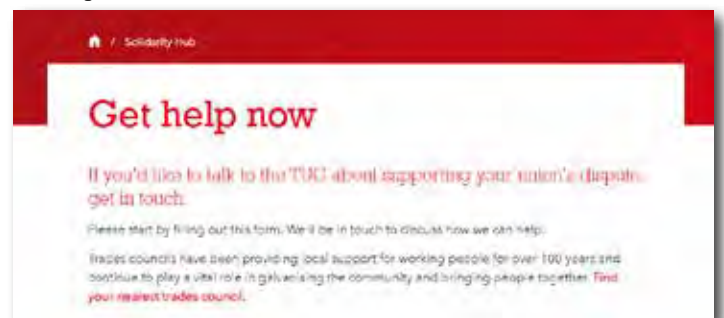 / Solidarity Hub
Get help now
If you'd like to talk to the TUC about supporting your union's dispute,
get in touch.
Please start by filling out this form. We'll be in touch to discuss how we can help.
Trades councils have been providing local support for working people for over 100 years and
continue to play a vital role in galvanising the community and bringing people together. Find
your nearest trades council.